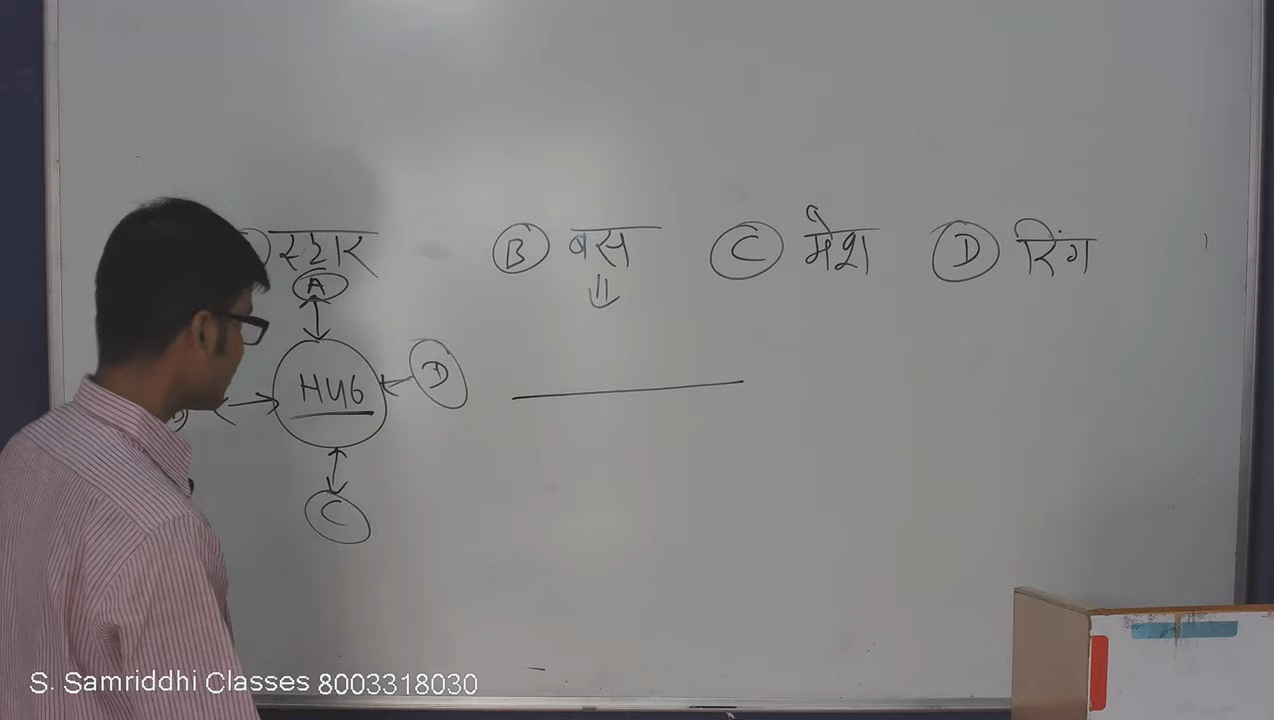 स्टार Ⓑ बस Ⓒ मेश Ⓓ रिंग
A
HUB
D
C
S. Samriddhi Classes 8003318030